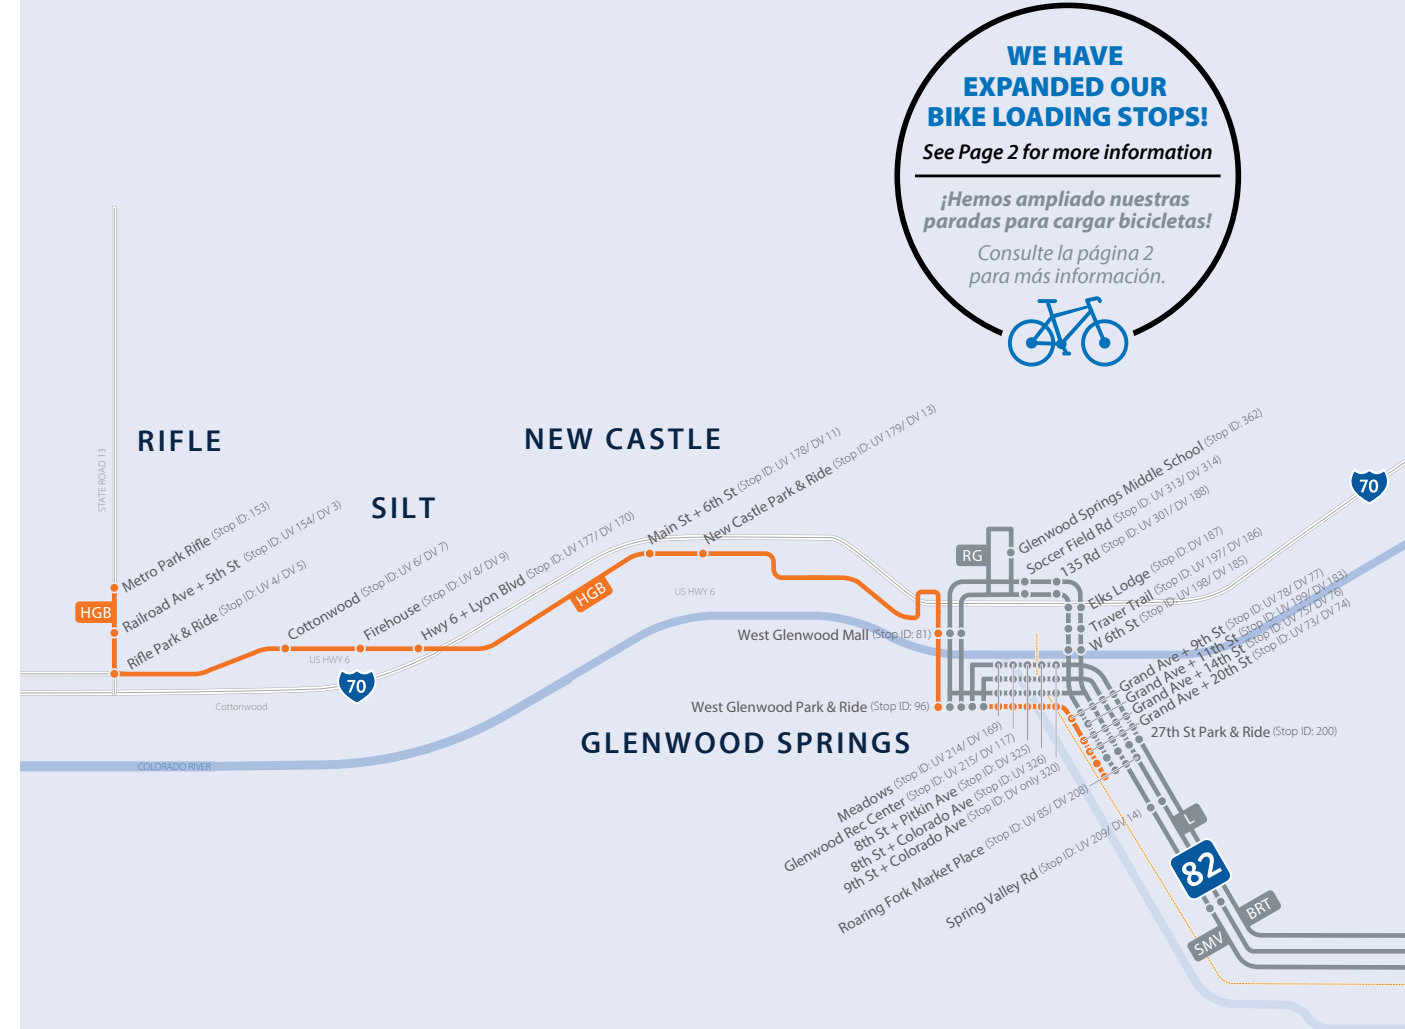 WE HAVE
EXPANDED OUR
BIKE LOADING STOPS!
See Page 2 for more information
¡Hemos ampliado nuestras
paradas para cargar bicicletas!
Consulte la página 2
para más información.
RIFLE
SILT
NEW CASTLE
GLENWOOD SPRINGS
STATE ROAD 13
Metro Park Rifle (Stop ID: 153)
Railroad Ave + 5th St (Stop ID: UV 154/ DV 3)
Rifle Park & Ride (Stop ID: UV 4/ DV 5)
HGB
Cottonwood (Stop ID: UV 6/ DV 7)
Firehouse (Stop ID: UV 8/ DV 9)
Hwy 6 + Lyon Blvd (Stop ID: UV 177/ DV 170)
US HWY 6
70
Cottonwood
COLORADO RIVER
HGB
Main St + 6th St (Stop ID: UV 178/ DV 11)
New Castle Park & Ride (Stop ID: UV 179/ DV 13)
US HWY 6
RG
Glenwood Springs Middle School (Stop ID: 362)
Soccer Field Rd (Stop ID: UV 313/ DV 314)
135 Rd (Stop ID: UV 301/ DV 188)
70
Elks Lodge (Stop ID: DV 187)
Traver Trail (Stop ID: UV 197/ DV 186)
W 6th St (Stop ID: UV 198/ DV 185)
West Glenwood Mall (Stop ID: 81)
West Glenwood Park & Ride (Stop ID: 96)
Grand Ave + 9th St (Stop ID: UV 78/ DV 77)
Grand Ave + 11th St (Stop ID: UV 199/ DV 183)
Grand Ave + 14th St (Stop ID: UV 75/ DV 76)
Grand Ave + 20th St (Stop ID: UV 73/ DV 74)
27th St Park & Ride (Stop ID: 200)
Meadows (Stop ID: UV 214/ DV 169)
Glenwood Rec Center (Stop ID: UV 215/ DV 117)
8th St + Pitkin Ave (Stop ID: DV 325)
8th St + Colorado Ave (Stop ID: UV 326)
9th St + Colorado Ave (Stop ID: DV only 320)
Roaring Fork Market Place (Stop ID: UV 85/ DV 208)
Spring Valley Rd (Stop ID: UV 209/ DV 14)
L
82
BRT
SMV